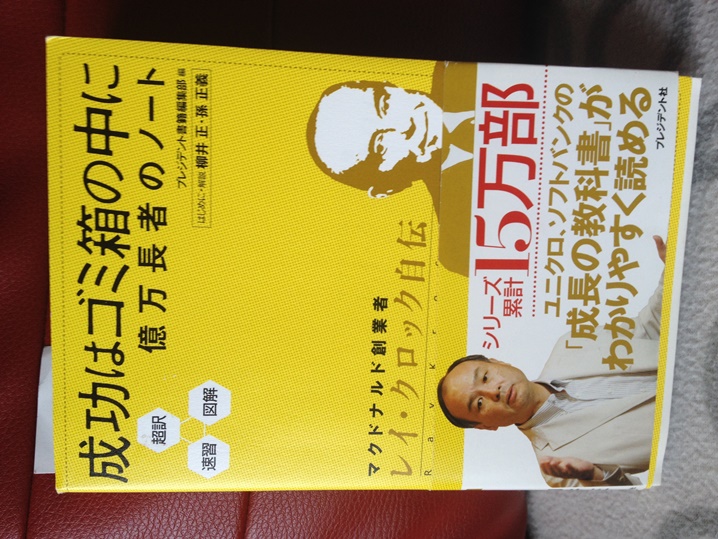 成功はゴミ箱の中に
億万長者のノート
プレジデント書籍編集部 編
はじめに・解説 柳井 正・孫 正義
超訳
速習
図解
マクドナルド創業者
レイ・クロック自伝
Ray Kroc
シリーズ
累計
15万部
ユニクロ、ソフトバンクの
「成長の教科書」が
わかりやすく読める
プレジデント社